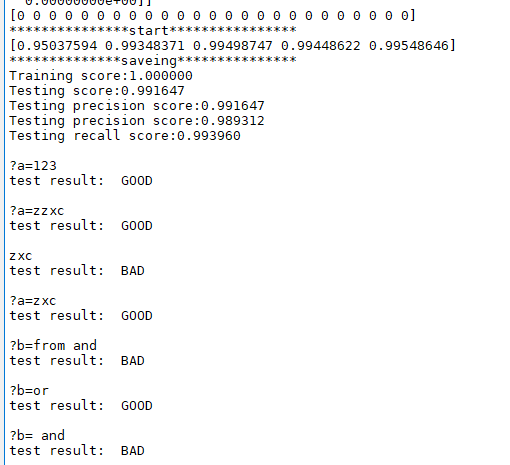 0.00000000e+00]]
[0 0 0 0 0 0 0 0 0 0 0 0 0 0 0 0 0 0 0 0 0 0 0 0 0]
***************start****************
[0.95037594 0.99348371 0.99498747 0.99448622 0.99548646]
**************saveing***************
Training score:1.000000
Testing score:0.991647
Testing precision score:0.991647
Testing precision score:0.989312
Testing recall score:0.993960
?a=123
test result:  GOOD
?a=zzxc
test result:  GOOD
zxc
test result:  BAD
?a=zxc
test result:  GOOD
?b=from and
test result:  BAD
?b=or
test result:  GOOD
?b= and
test result:  BAD